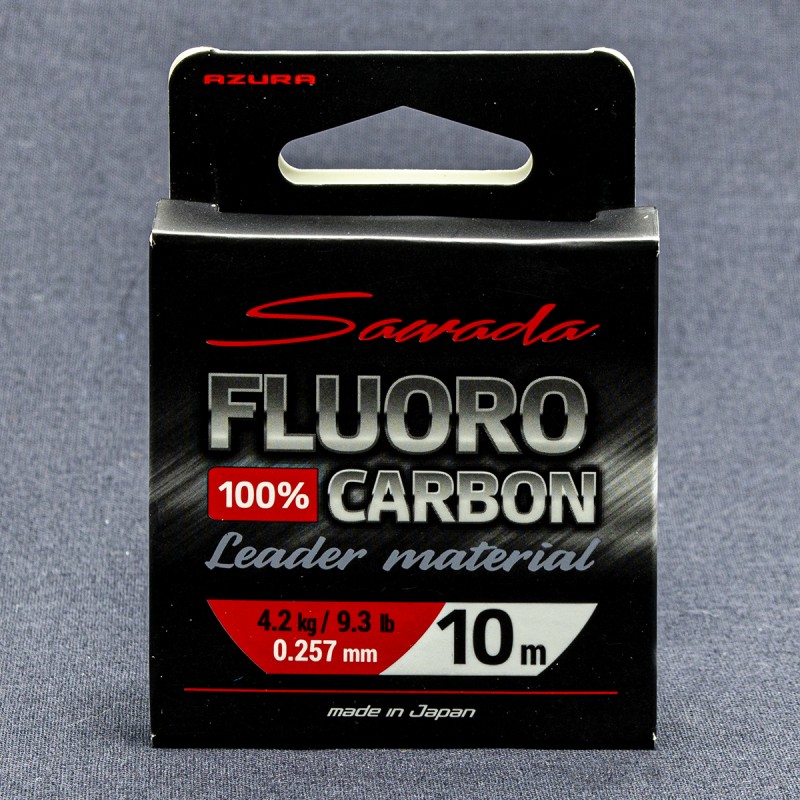 AZURA
Sawada
FLUORO
100% CARBON
Leader material
4.2 kg / 9.3 lb
0.257 mm
10 m
made in Japan